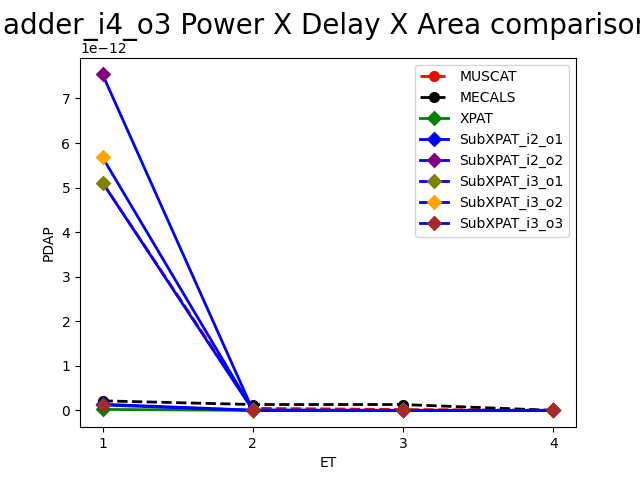 adder_i4_o3 Power X Delay X Area comparison
1e−12
7
6
5
4
3
2
1
0
PDAP
1
2
3
4
ET
MUSCAT
MECALS
XPAT
SubXPAT_i2_o1
SubXPAT_i2_o2
SubXPAT_i3_o1
SubXPAT_i3_o2
SubXPAT_i3_o3